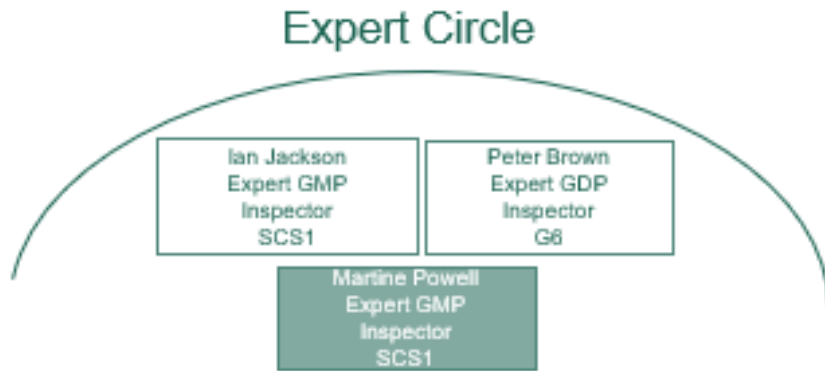 Expert Circle
Ian Jackson
Expert GMP
Inspector
SCS1
Peter Brown
Expert GDP
Inspector
G6
Martine Powell
Expert GMP
Inspector
SCS1